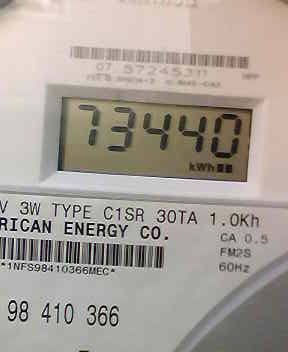 07.57245311
73440
kWh
V 3W TYPE C1SR 30TA 1.0Kh
RICAN ENERGY CO.
CA 0.5
FM2S
60Hz
*1NFS98410366MEC*
98 410 366